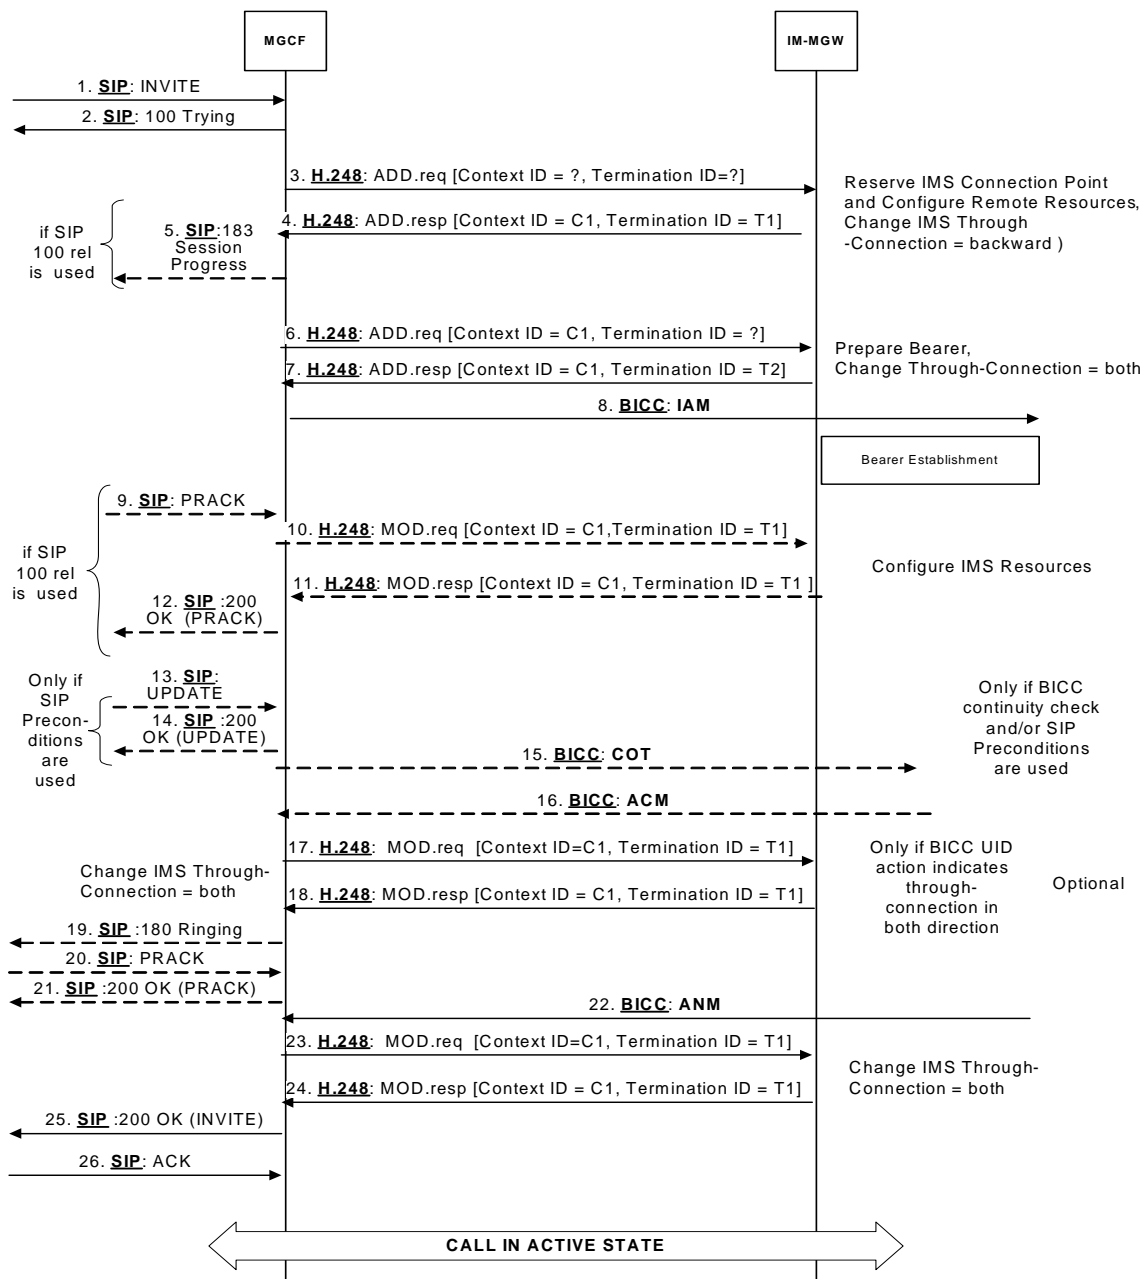 MGCF
IM-MGW
1. SIP: INVITE
2. SIP: 100 Trying
3. H.248: ADD.req [Context ID = ?, Termination ID=?]
Reserve IMS Connection Point
and Configure Remote Resources,
Change IMS Through
-Connection = backward )
4. H.248: ADD.resp [Context ID = C1, Termination ID = T1]
if SIP
100 rel
is used
5. SIP:183
Session
Progress
6. H.248: ADD.req [Context ID = C1, Termination ID = ?]
Prepare Bearer,
Change Through-Connection = both
7. H.248: ADD.resp [Context ID = C1, Termination ID = T2]
8. BICC: IAM
Bearer Establishment
9. SIP: PRACK
10. H.248: MOD.req [Context ID = C1,Termination ID = T1]
if SIP
100 rel
is used
Configure IMS Resources
11. H.248: MOD.resp [Context ID = C1, Termination ID = T1 ]
12. SIP :200
OK (PRACK)
Only if
SIP
Precon-
ditions
are
used
13. SIP:
UPDATE
14. SIP :200
OK (UPDATE)
Only if BICC
continuity check
and/or SIP
Preconditions
are used
15. BICC: COT
16. BICC: ACM
17. H.248: MOD.req [Context ID=C1, Termination ID = T1]
Change IMS Through-
Connection = both
Only if BICC UID
action indicates
through-
connection in
both direction
Optional
18. H.248: MOD.resp [Context ID = C1, Termination ID = T1]
19. SIP :180 Ringing
20. SIP: PRACK
21. SIP :200 OK (PRACK)
22. BICC: ANM
23. H.248: MOD.req [Context ID=C1, Termination ID = T1]
Change IMS Through-
Connection = both
24. H.248: MOD.resp [Context ID = C1, Termination ID = T1]
25. SIP :200 OK (INVITE)
26. SIP: ACK
CALL IN ACTIVE STATE